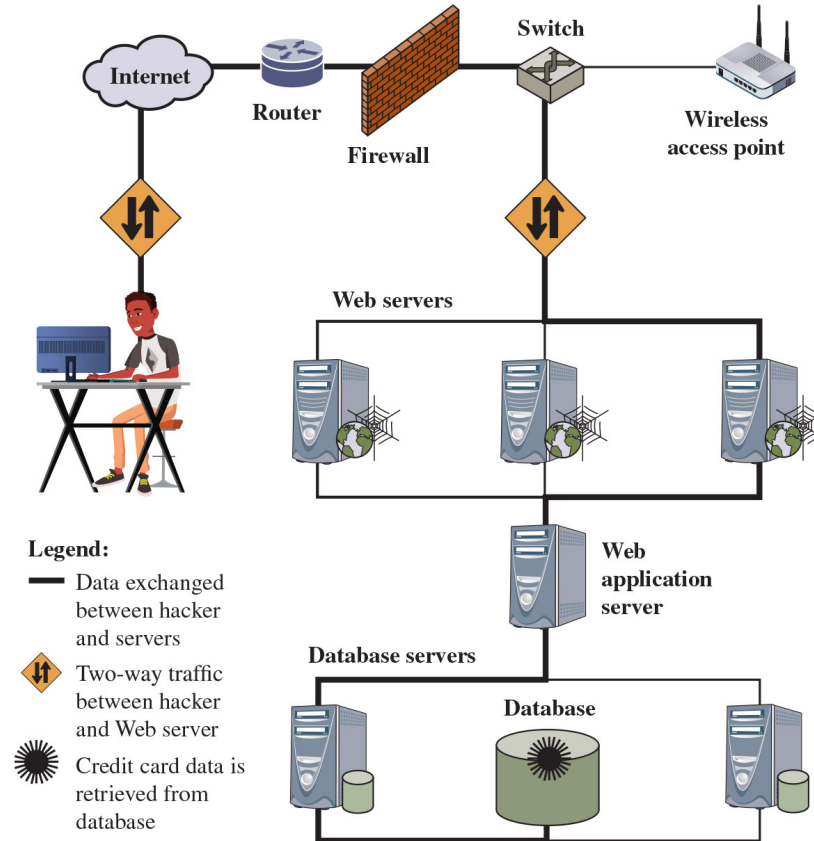 Switch
Internet
Router
Firewall
Wireless
access point
Web servers
Legend:
Data exchanged
between hacker
and servers
Two-way traffic
between hacker
and Web server
Credit card data is
retrieved from
database
Web
application
server
Database servers
Database